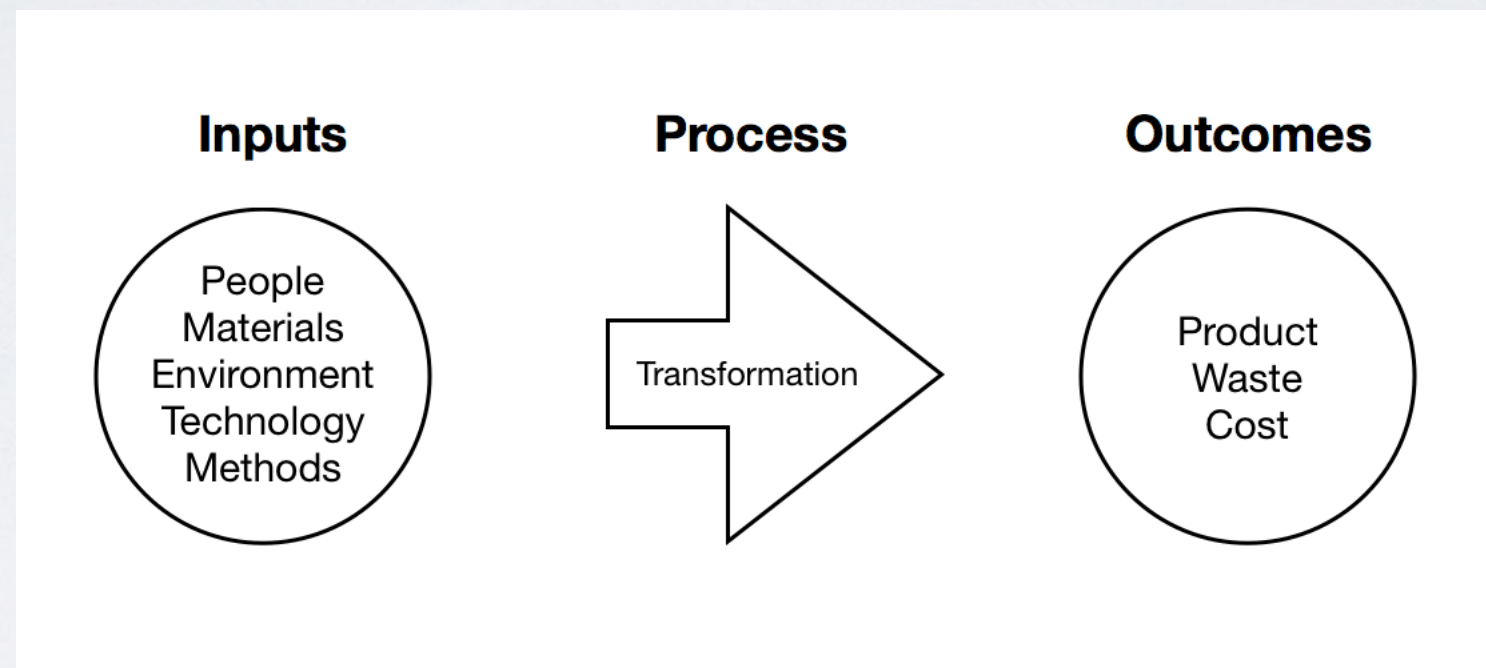 Inputs
People
Materials
Environment
Technology
Methods
Process
Transformation
Outcomes
Product
Waste
Cost